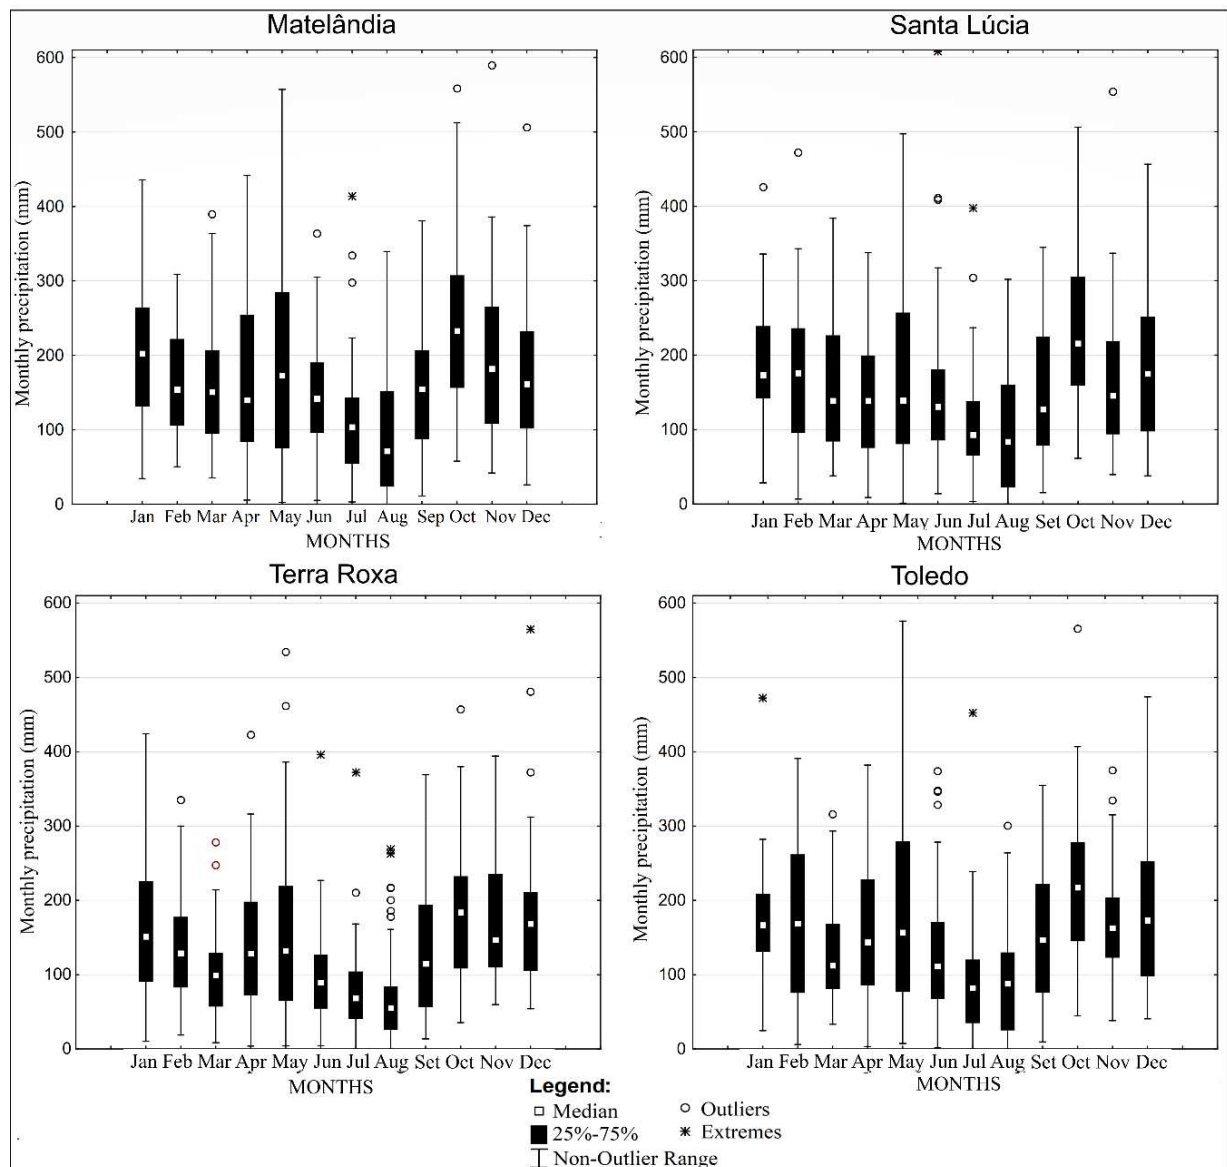 Matelândia
Santa Lúcia
Monthly precipitation (mm)
600
500
400
300
200
100
0
Jan Feb Mar Apr May Jun Jul Aug Sep Oct Nov Dec
MONTHS
Monthly precipitation (mm)
600
500
400
300
200
100
0
Jan Feb Mar Apr May Jun Jul Aug Set Oct Nov Dec
MONTHS
Terra Roxa
Toledo
Monthly precipitation (mm)
600
500
400
300
200
100
0
Jan Feb Mar Apr May Jun Jul Aug Set Oct Nov Dec
MONTHS
Monthly precipitation (mm)
600
500
400
300
200
100
0
Jan Feb Mar Apr May Jun Jul Aug Set Oct Nov Dec
MONTHS
Legend:
Median
25%-75%
Non-Outlier Range
Outliers
Extremes